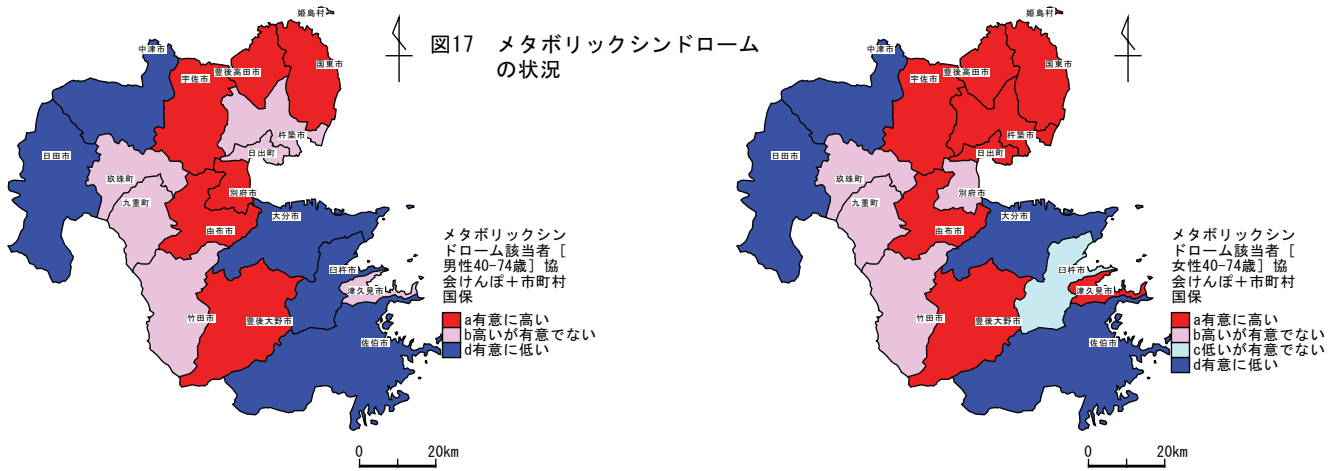 図17 メタボリックシンドローム
の状況
姫島村
中津市
国東市
豊後高田市
宇佐市
杵築市
日出町
日田市
玖珠町
別府市
九重町
大分市
由布市
臼杵市
津久見市
竹田市
豊後大野市
佐伯市
メタボリックシン
ドローム該当者［
男性40-74歳］協
会けんぽ＋市町村
国保
a有意に高い
b高いが有意でない
d有意に低い
0 20km
姫島村
中津市
国東市
豊後高田市
宇佐市
杵築市
日出町
日田市
玖珠町
別府市
九重町
大分市
由布市
臼杵市
津久見市
竹田市
豊後大野市
佐伯市
メタボリックシン
ドローム該当者［
女性40-74歳］協
会けんぽ＋市町村
国保
a有意に高い
b高いが有意でない
c低いが有意でない
d有意に低い
0 20km